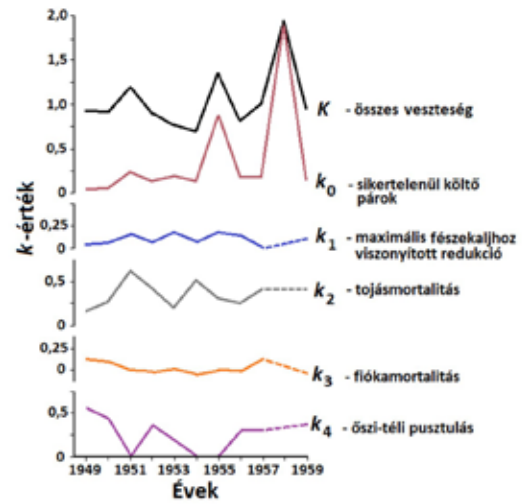 2,0
1,5
1,0
0,5
0
K - összes veszteség
k0 - sikertelenül költő
párok
0,25
0
k1 - maximális fészekaljhoz
viszonyított redukció
0,5
0
k2 - tojásmortalitás
0,25
0
k3 - fiókamortalitás
0,5
0
k4 - őszi-téli pusztulás
k-érték
1949 1951 1953 1955 1957 1959
Évek